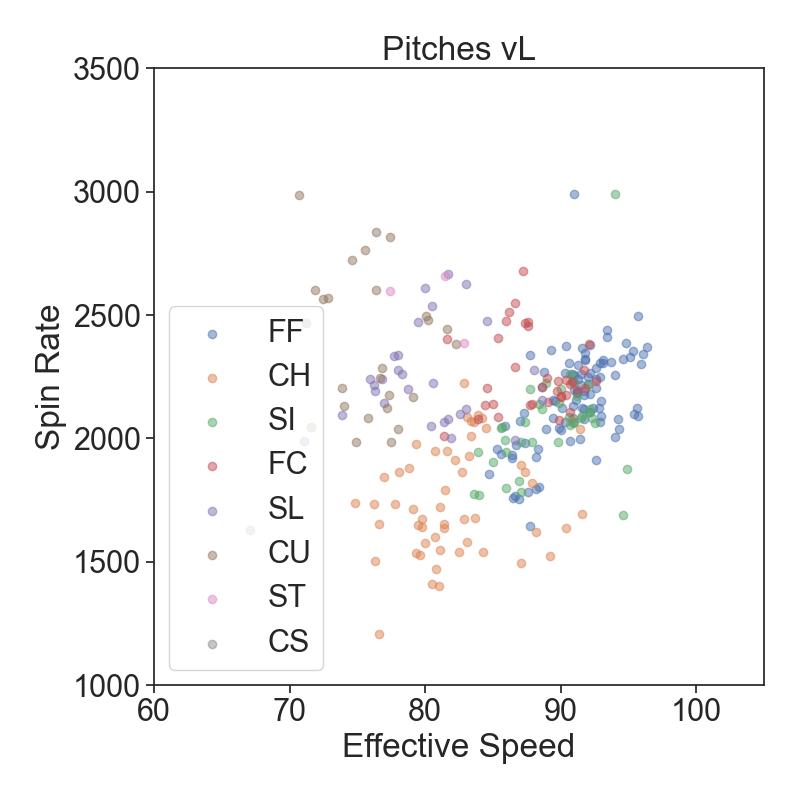 Pitches vL
3500
3000
2500
2000
1500
1000
Spin Rate
FF
CH
SI
FC
SL
CU
ST
CS
60 70 80 90 100
Effective Speed